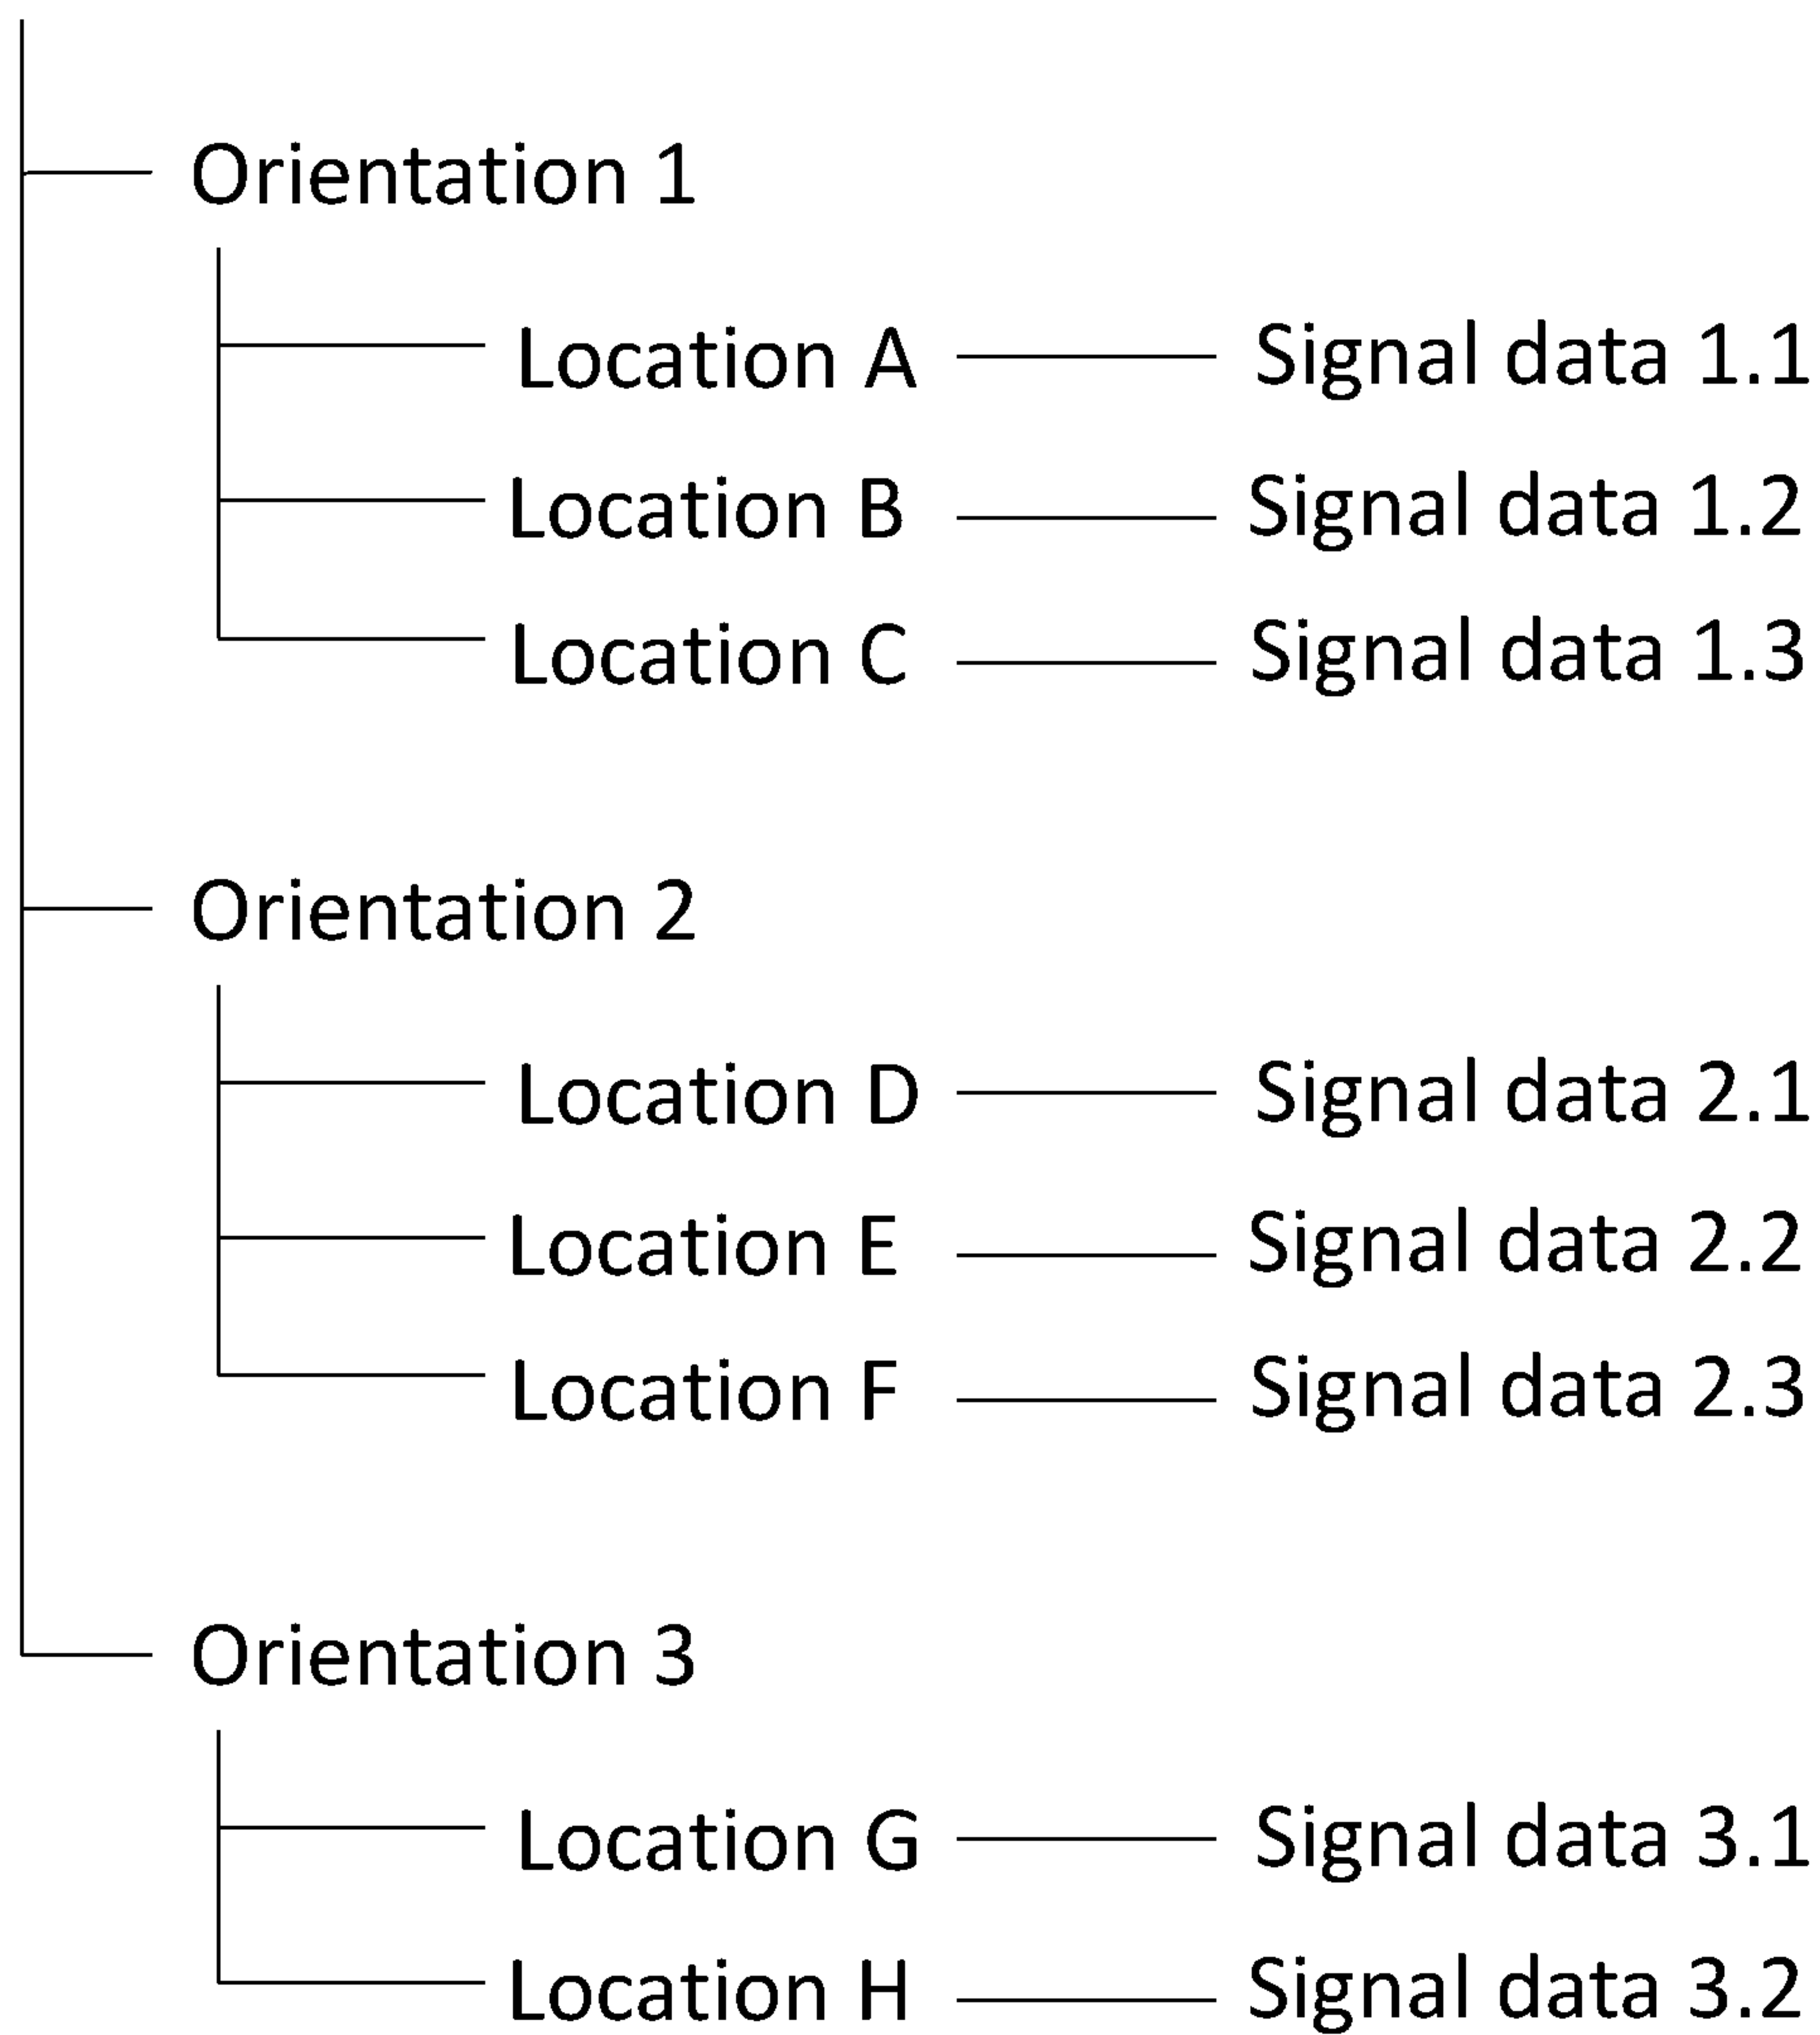 Orientation 1
Location A Signal data 1.1
Location B Signal data 1.2
Location C Signal data 1.3
Orientation 2
Location D Signal data 2.1
Location E Signal data 2.2
Location F Signal data 2.3
Orientation 3
Location G Signal data 3.1
Location H Signal data 3.2